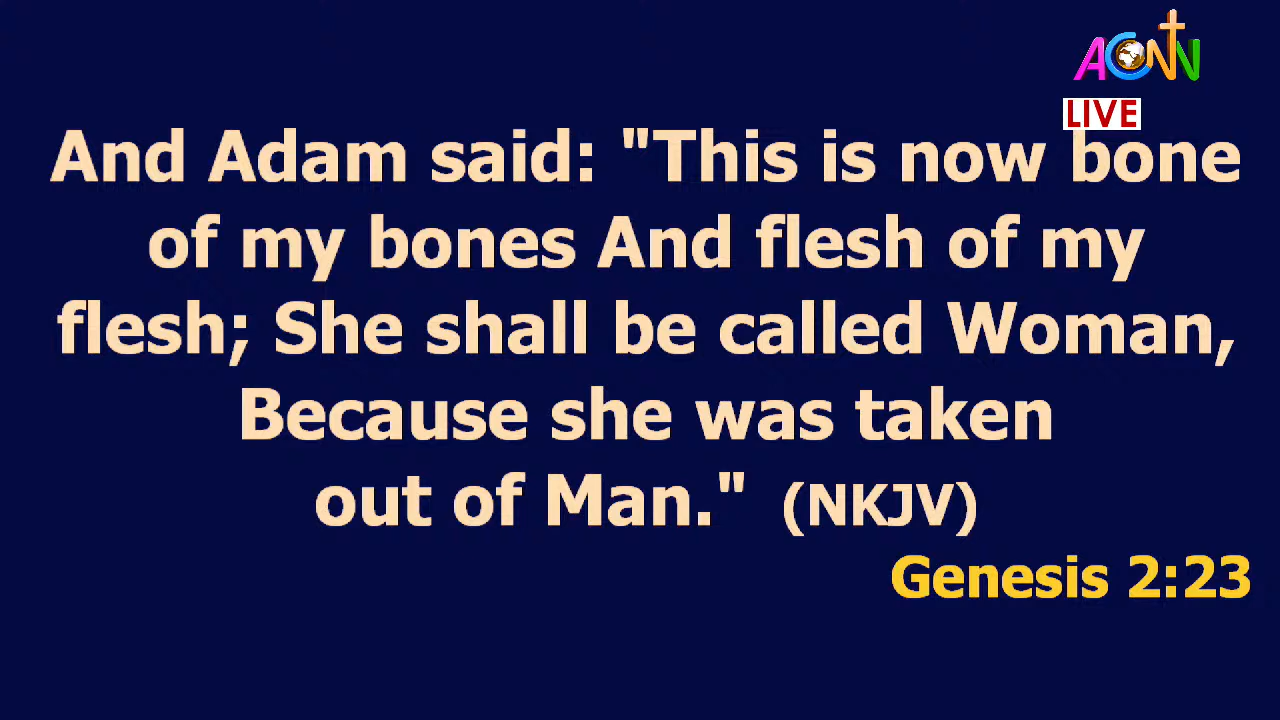 ACNN
LIVE
And Adam said: "This is now bone
of my bones And flesh of my
flesh; She shall be called Woman,
Because she was taken
out of Man." (NKJV)
Genesis 2:23